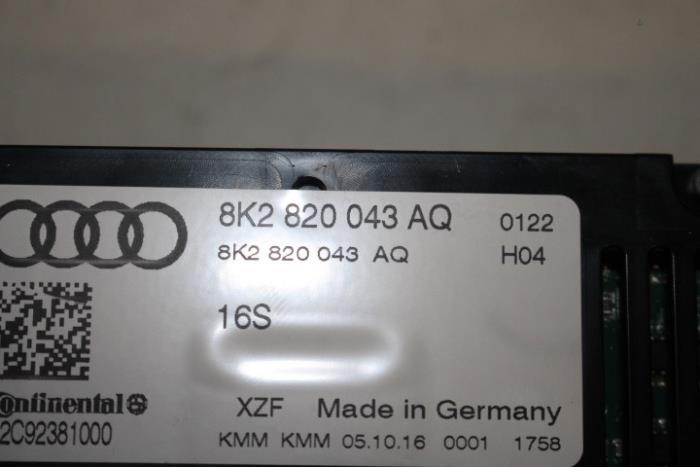 8K2 820 043 AQ 0122
8K2 820 043 AQ H04
16S
Continental XZF Made in Germany
2C92381000 KMM KMM 05.10.16 0001 1758